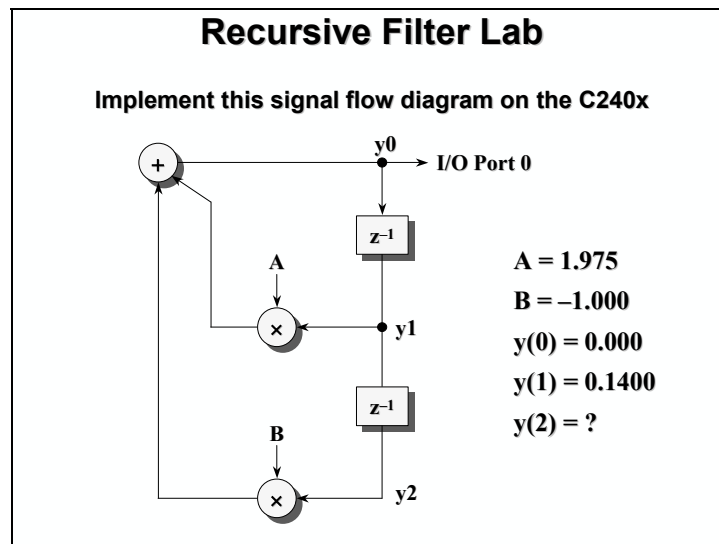 Recursive Filter Lab
Implement this signal flow diagram on the C240x
y0
+
I/O Port 0
z–1
A
A = 1.975
B = –1.000
×
y1
y(0) = 0.000
y(1) = 0.1400
z–1
y(2) = ?
B
×
y2